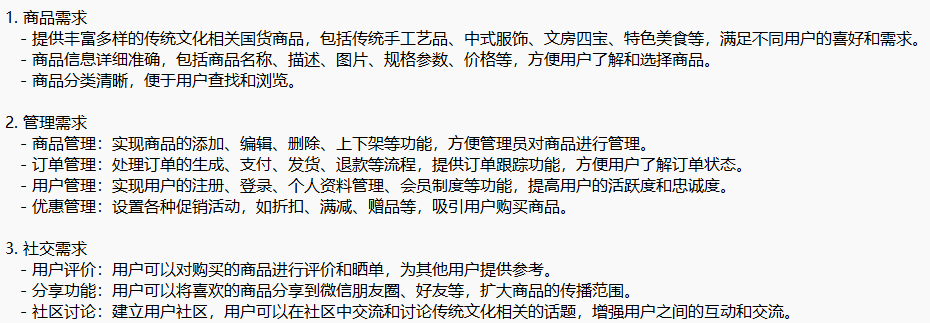 1. 商品需求
- 提供丰富多样的传统文化相关国货商品，包括传统手工艺品、中式服饰、文房四宝、特色美食等，满足不同用户的喜好和需求。
- 商品信息详细准确，包括商品名称、描述、图片、规格参数、价格等，方便用户了解和选择商品。
- 商品分类清晰，便于用户查找和浏览。
2. 管理需求
- 商品管理：实现商品的添加、编辑、删除、上下架等功能，方便管理员对商品进行管理。
- 订单管理：处理订单的生成、支付、发货、退款等流程，提供订单跟踪功能，方便用户了解订单状态。
- 用户管理：实现用户的注册、登录、个人资料管理、会员制度等功能，提高用户的活跃度和忠诚度。
- 优惠管理：设置各种促销活动，如折扣、满减、赠品等，吸引用户购买商品。
3. 社交需求
- 用户评价：用户可以对购买的商品进行评价和晒单，为其他用户提供参考。
- 分享功能：用户可以将喜欢的商品分享到微信朋友圈、好友等，扩大商品的传播范围。
- 社区讨论：建立用户社区，用户可以在社区中交流和讨论传统文化相关的话题，增强用户之间的互动和交流。